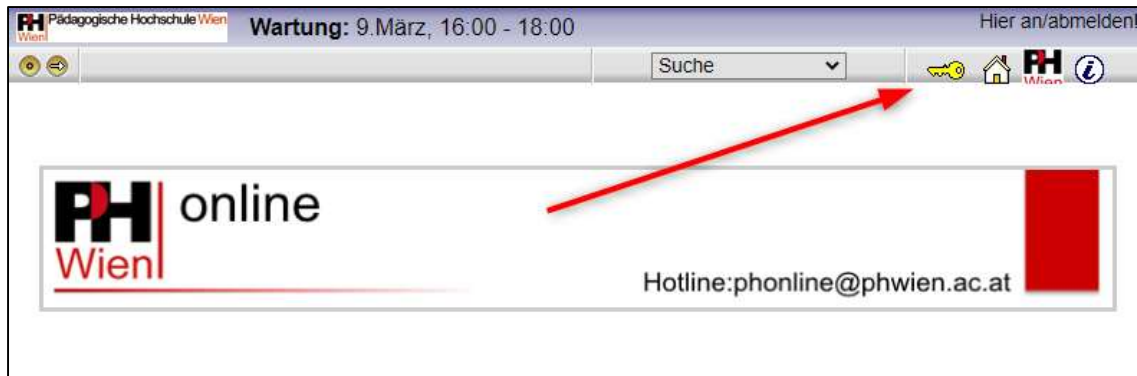 PH Wien Pädagogische Hochschule Wien
Wartung: 9.März, 16:00 - 18:00
Hier an/abmelden!
Suche
PH Wien
i
PH Wien
online
Hotline:phonline@phwien.ac.at